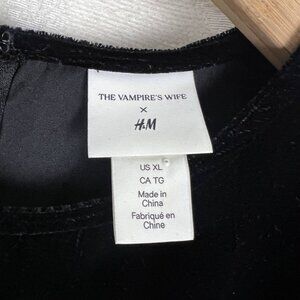 THE VAMPIRE'S WIFE
×
H&M
US XL
CA TG
Made in
China
Fabriqué en
Chine